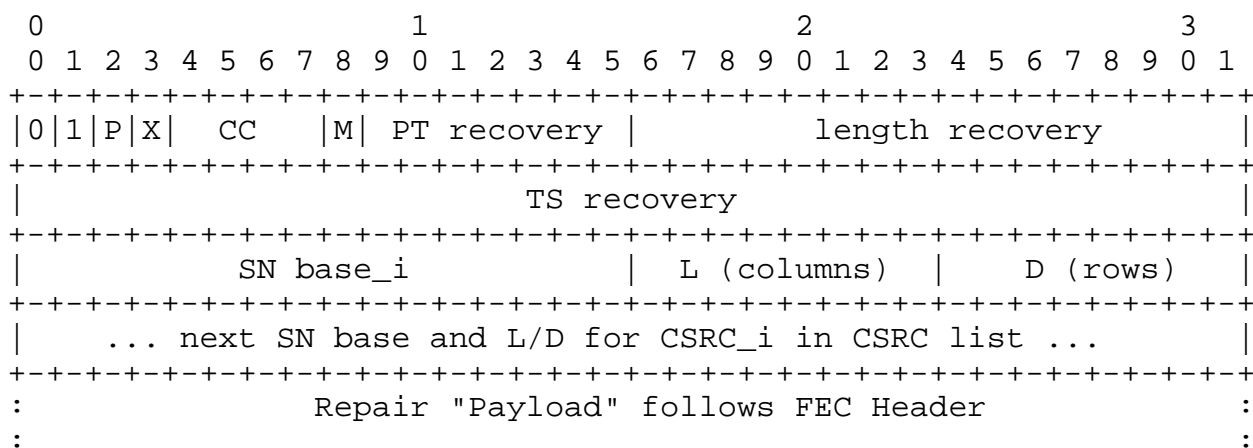 0                   1                   2                   3
 0 1 2 3 4 5 6 7 8 9 0 1 2 3 4 5 6 7 8 9 0 1 2 3 4 5 6 7 8 9 0 1
+-+-+-+-+-+-+-+-+-+-+-+-+-+-+-+-+-+-+-+-+-+-+-+-+-+-+-+-+-+-+-+-+
|0|1|P|X|  CC   |M| PT recovery |         length recovery       |
+-+-+-+-+-+-+-+-+-+-+-+-+-+-+-+-+-+-+-+-+-+-+-+-+-+-+-+-+-+-+-+-+
|                          TS recovery                          |
+-+-+-+-+-+-+-+-+-+-+-+-+-+-+-+-+-+-+-+-+-+-+-+-+-+-+-+-+-+-+-+-+
|           SN base_i           |  L (columns)  |    D (rows)   |
+-+-+-+-+-+-+-+-+-+-+-+-+-+-+-+-+-+-+-+-+-+-+-+-+-+-+-+-+-+-+-+-+
|    ... next SN base and L/D for CSRC_i in CSRC list ...       |
+-+-+-+-+-+-+-+-+-+-+-+-+-+-+-+-+-+-+-+-+-+-+-+-+-+-+-+-+-+-+-+-+
:               Repair "Payload" follows FEC Header             :
:                                                               :